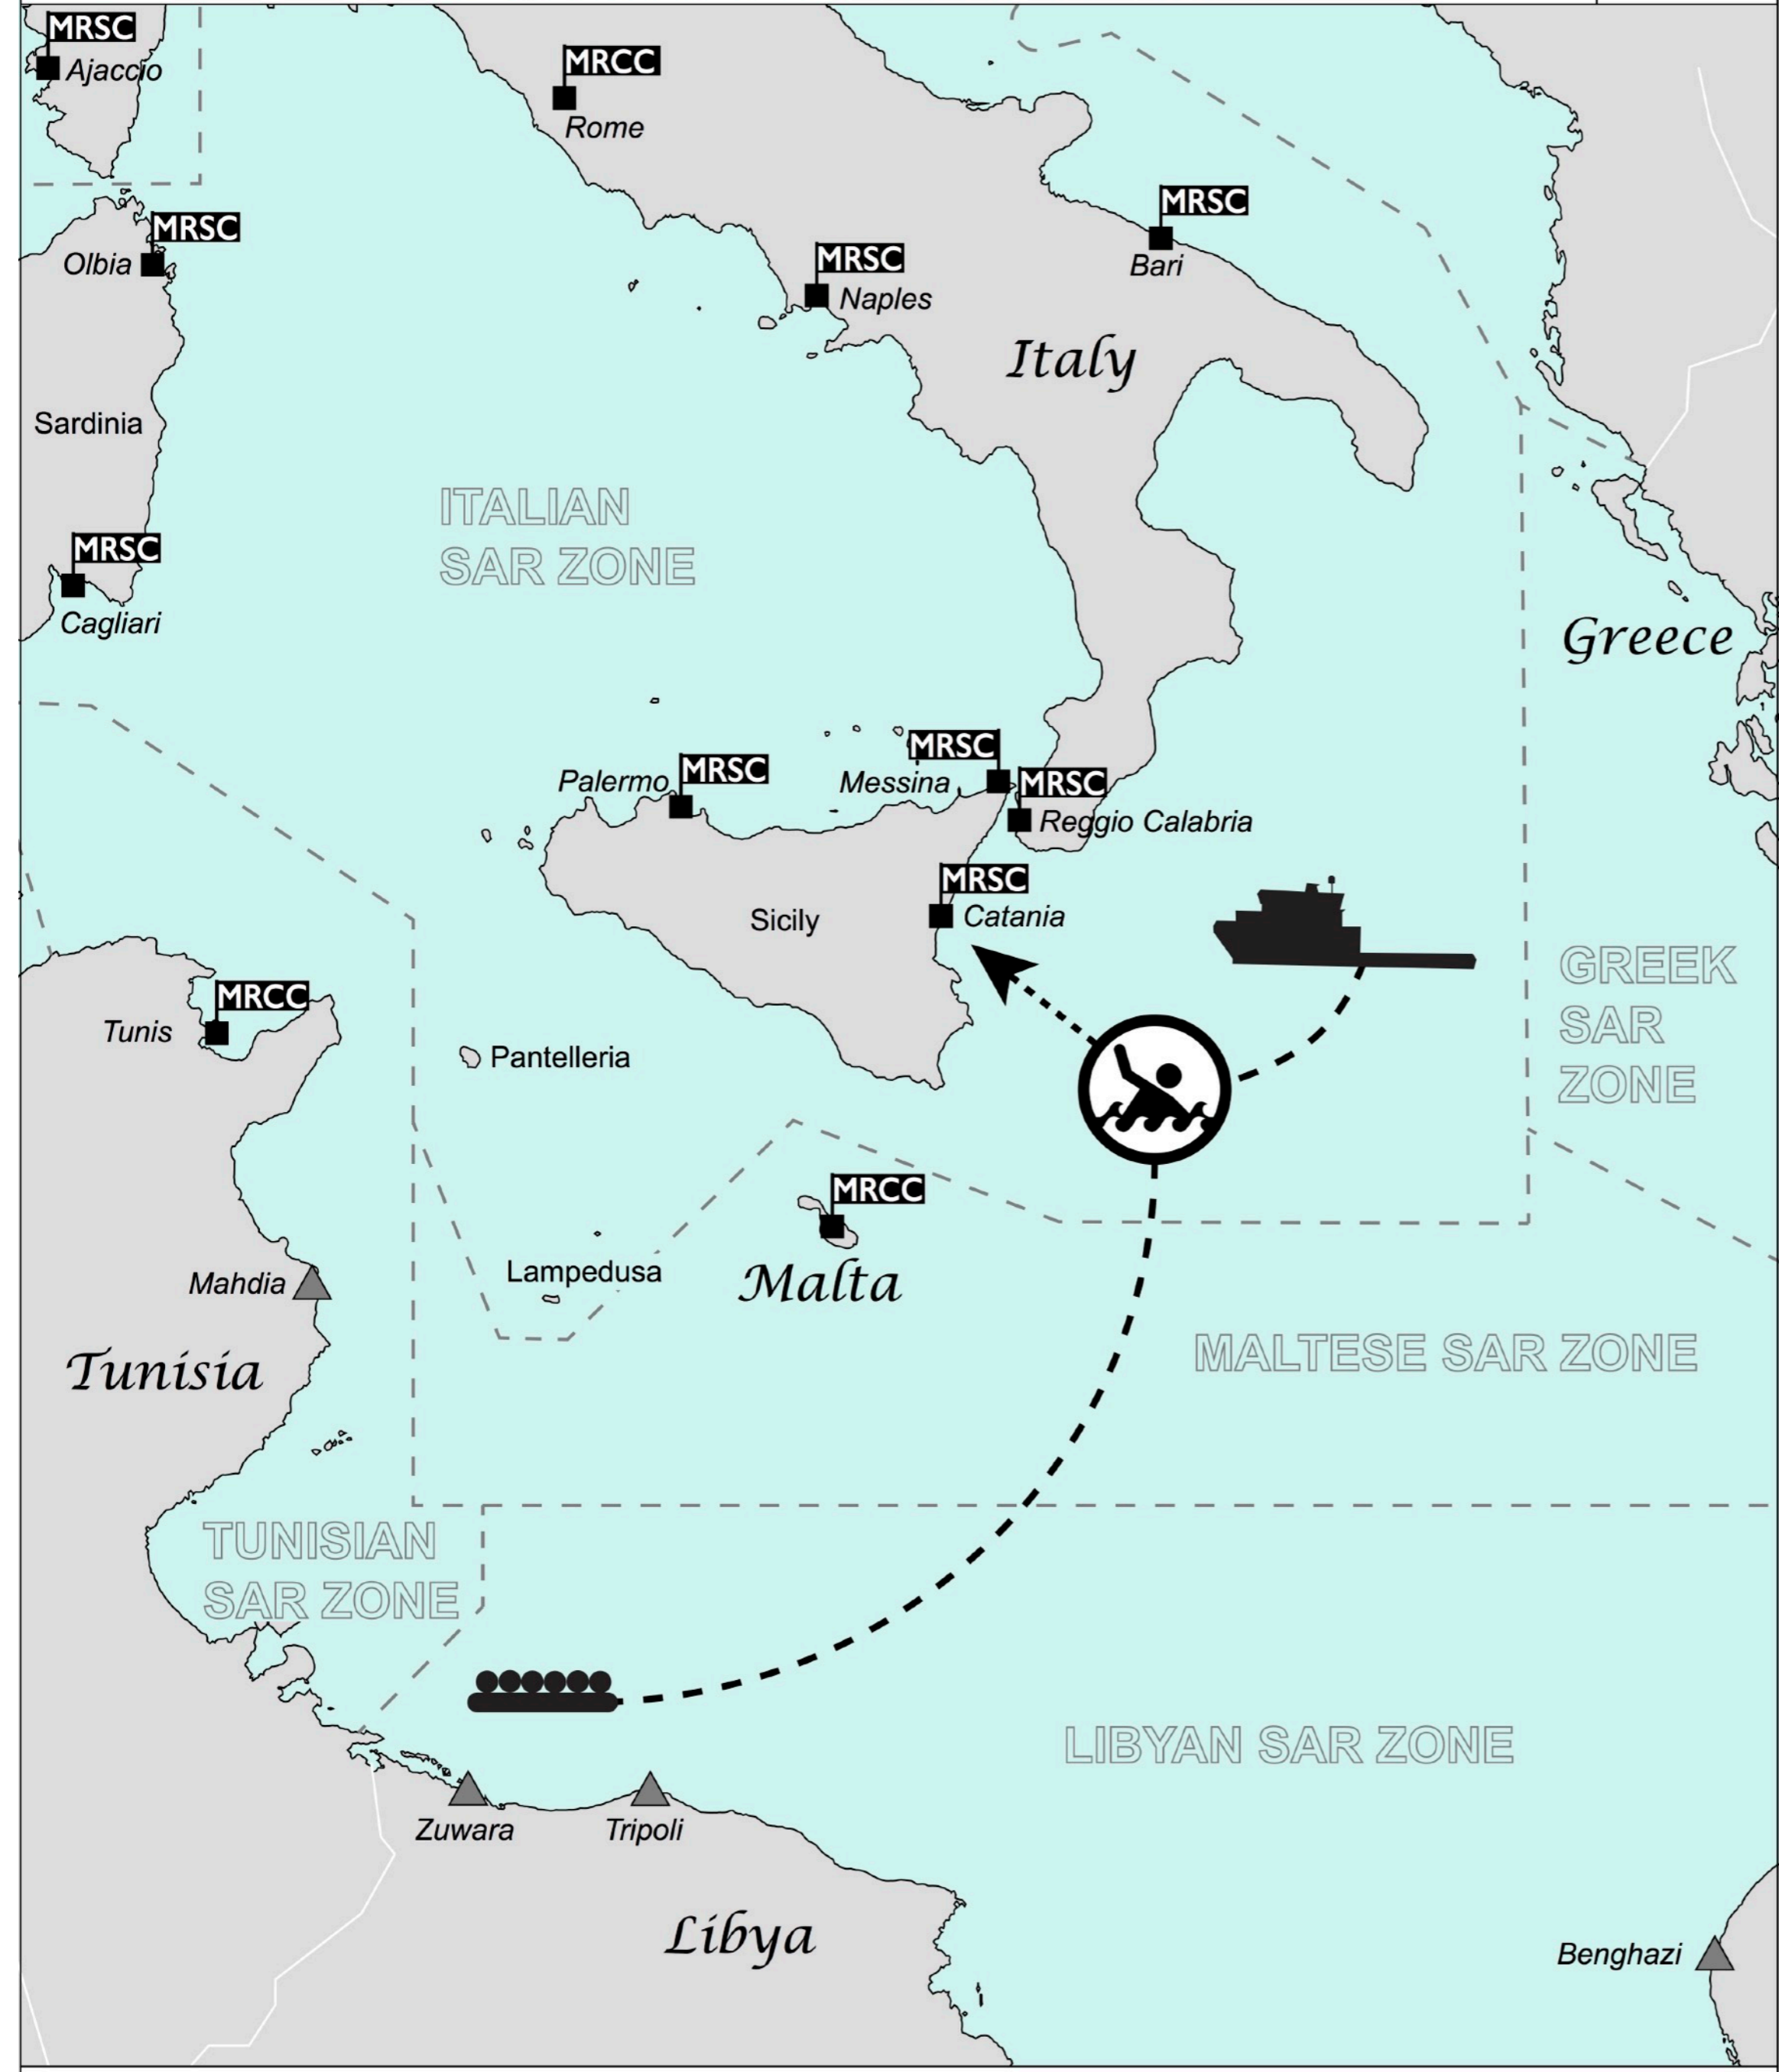 MRSC
Ajaccio
MRCC
Rome
MRSC
Bari
MRSC
Olbia
MRSC
Naples
Italy
Sardinia
ITALIAN
SAR ZONE
MRSC
Cagliari
Greece
MRSC
Messina
Palermo
MRSC
MRSC
Reggio Calabria
MRSC
Catania
Sicily
GREEK
SAR
ZONE
MRCC
Tunis
Pantelleria
MRCC
Malta
Lampedusa
Mahdia
Tunisia
MALTESE SAR ZONE
TUNISIAN
SAR ZONE
LIBYAN SAR ZONE
Zuwara
Tripoli
Libya
Benghazi